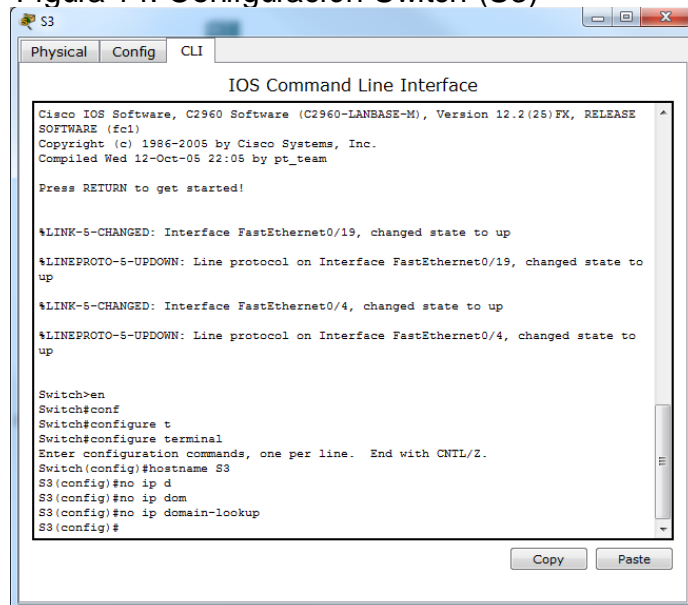 S3
Physical Config CLI
IOS Command Line Interface
Cisco IOS Software, C2960 Software (C2960-LANBASE-M), Version 12.2(25)FX, RELEASE
SOFTWARE (fc1)
Copyright (c) 1986-2005 by Cisco Systems, Inc.
Compiled Wed 12-Oct-05 22:05 by pt_team
Press RETURN to get started!
%LINK-5-CHANGED: Interface FastEthernet0/19, changed state to up
%LINEPROTO-5-UPDOWN: Line protocol on Interface FastEthernet0/19, changed state to
up
%LINK-5-CHANGED: Interface FastEthernet0/4, changed state to up
%LINEPROTO-5-UPDOWN: Line protocol on Interface FastEthernet0/4, changed state to
up
Switch>en
Switch#conf
Switch#configure t
Switch#configure terminal
Enter configuration commands, one per line.  End with CNTL/Z.
Switch(config)#hostname S3
S3(config)#no ip d
S3(config)#no ip dom
S3(config)#no ip domain-lookup
S3(config)#
Copy Paste